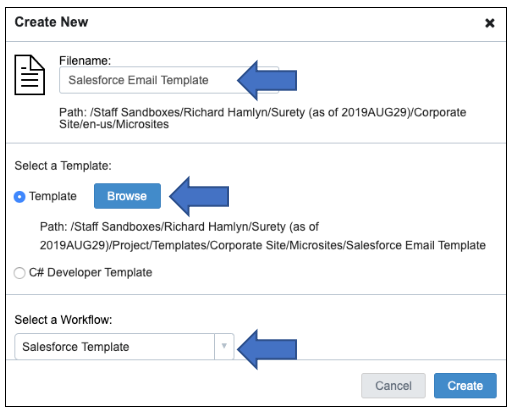 Create New
Filename:
Salesforce Email Template
Path: /Staff Sandboxes/Richard Hamlyn/Surety (as of 2019AUG29)/Corporate
Site/en-us/Microsites
Select a Template:
Template
Browse
Path: /Staff Sandboxes/Richard Hamlyn/Surety (as of
2019AUG29)/Project/Templates/Corporate Site/Microsites/Salesforce Email Template
C# Developer Template
Select a Workflow:
Salesforce Template
Cancel
Create